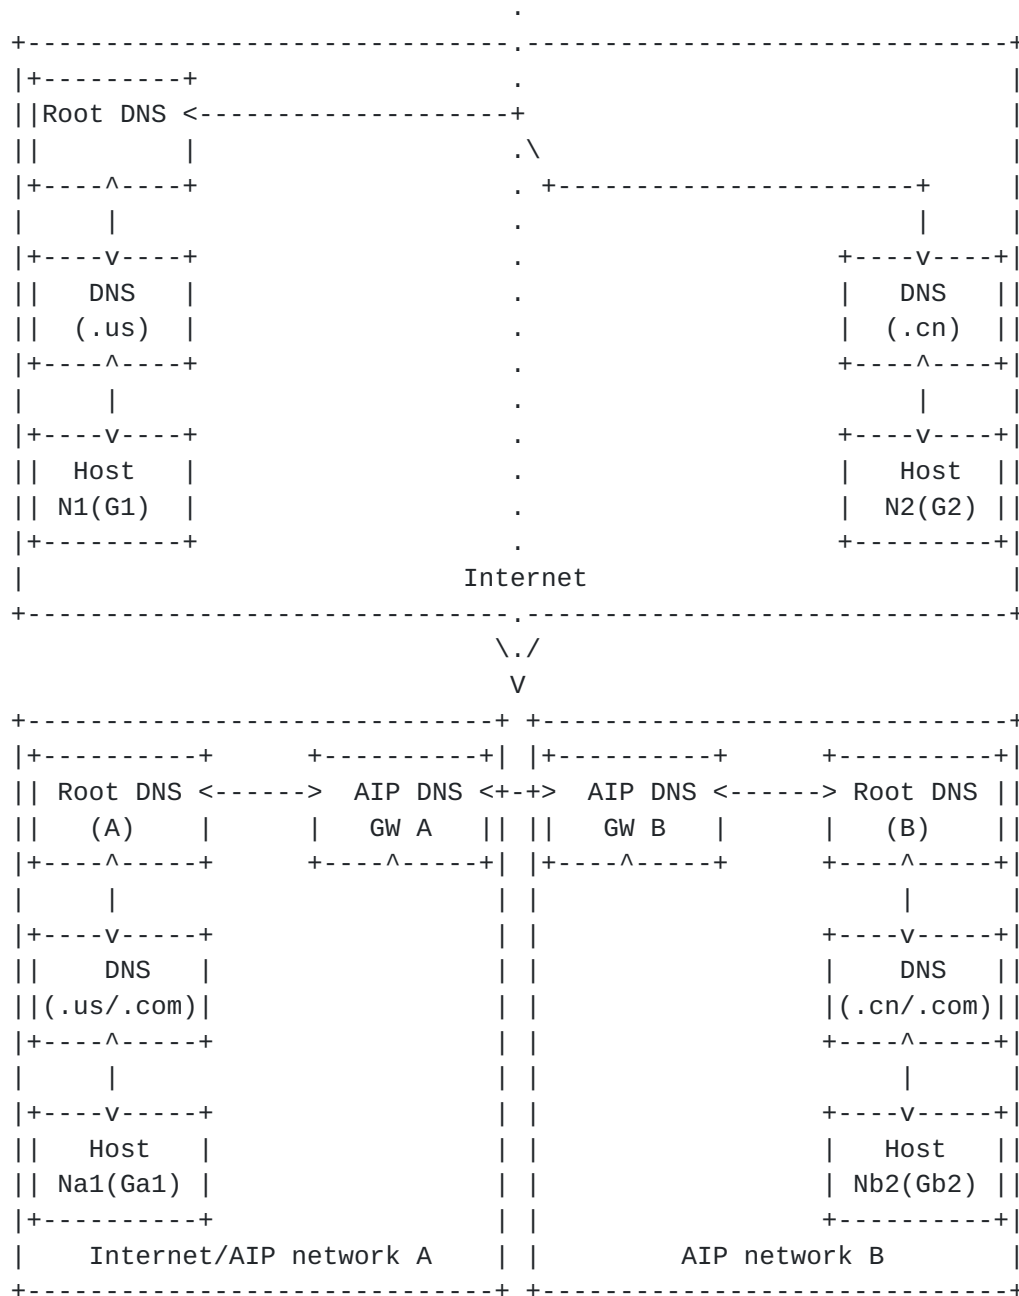 .
+-------------------------------.-------------------------------+
|+---------+                    .                               |
||Root DNS <--------------------+                               |
||         |                    .\                              |
|+----^----+                    . +-----------------------+     |
|     |                         .                         |     |
|+----v----+                    .                    +----v----+|
||   DNS   |                    .                    |   DNS   ||
||  (.us)  |                    .                    |  (.cn)  ||
|+----^----+                    .                    +----^----+|
|     |                         .                         |     |
|+----v----+                    .                    +----v----+|
||  Host   |                    .                    |   Host  ||
|| N1(G1)  |                    .                    |  N2(G2) ||
|+---------+                    .                    +---------+|
|                            Internet                           |
+-------------------------------.-------------------------------+
                               \./
                                V
+------------------------------+ +------------------------------+
|+----------+      +----------+| |+----------+      +----------+|
|| Root DNS <------>  AIP DNS <+-+>  AIP DNS <------> Root DNS ||
||   (A)    |      |   GW A   || ||   GW B   |      |   (B)    ||
|+----^-----+      +----^-----+| |+----^-----+      +----^-----+|
|     |                        | |                       |      |
|+----v-----+                  | |                  +----v-----+|
||    DNS   |                  | |                  |    DNS   ||
||(.us/.com)|                  | |                  |(.cn/.com)||
|+----^-----+                  | |                  +----^-----+|
|     |                        | |                       |      |
|+----v-----+                  | |                  +----v-----+|
||   Host   |                  | |                  |   Host   ||
|| Na1(Ga1) |                  | |                  | Nb2(Gb2) ||
|+----------+                  | |                  +----------+|
|    Internet/AIP network A    | |         AIP network B        |
+------------------------------+ +------------------------------+